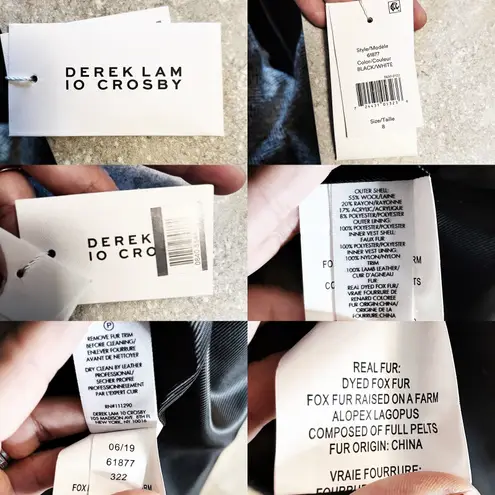 DEREK LAM
10 CROSBY
Style/Modèle
61877
Color/Couleur
BLACK/WHITE
Size/Taille
8
DEREK
10 CRO
OUTER SHELL:
55% WOOL/LAINE
20% RAYON/RAYONNE
17% ACRYLIC/ACRYLIQUE
8% POLYESTER/POLYESTER
OUTER LINING:
100% POLYESTER/POLYESTER
INNER VEST SHELL:
FAUX FUR
100% POLYESTER/POLYESTER
INNER VEST LINING:
100% NYLON/NYLON
TRIM
100% LAMB LEATHER/
CUIR D'AGNEAU
FUR
REAL DYED FOX FUR/
VRAIE FOURRURE DE
RENARD COLOREE
FUR ORIGIN CHINA/
ORIGINE DE LA
FOURRURE CHINA
FO
LTS
P
REMOVE FUR TRIM
BEFORE CLEANING/
ENLEVER FOURRURE
AVANT DE NETTOYER
DRY CLEAN BY LEATHER
PROFESSIONAL/
SECHER PROPRE
PROFESSIONNELEMENT
PAR L'EXPERT CUIR
RN#111290
DEREK LAM 10 CROSBY
NEW YORK, NY 10016
06/19
61877
322
REAL FUR:
DYED FOX FUR
FOX FUR RAISED ON A FARM
ALOPEX LAGOPUS
COMPOSED OF FULL PELTS
FUR ORIGIN: CHINA
VRAIE FOURRURE: